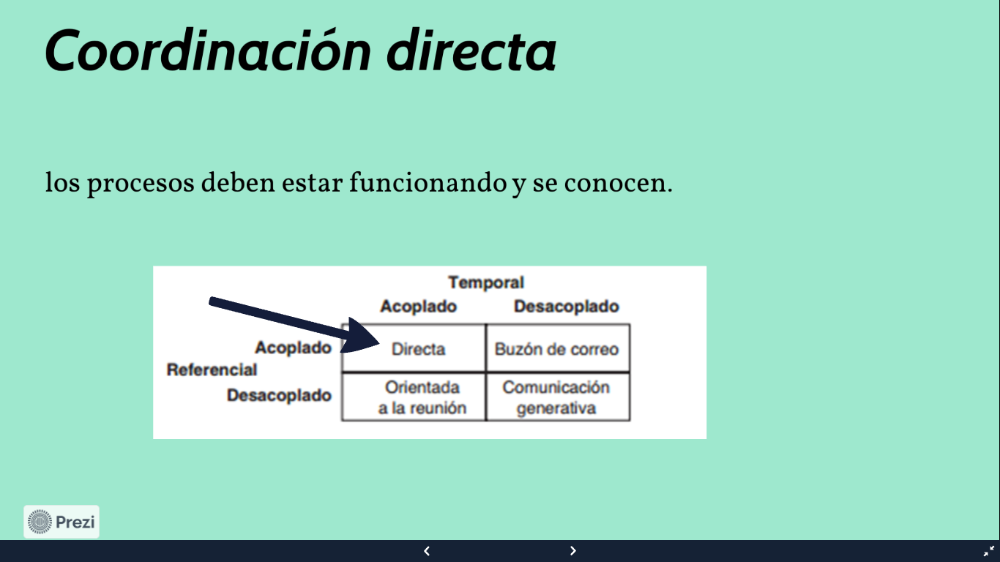 Coordinación directa
los procesos deben estar funcionando y se conocen.
Temporal
Acoplado Desacoplado
Acoplado Directa Buzón de correo
Referencial
Desacoplado Orientada a la reunión Comunicación generativa
Prezi